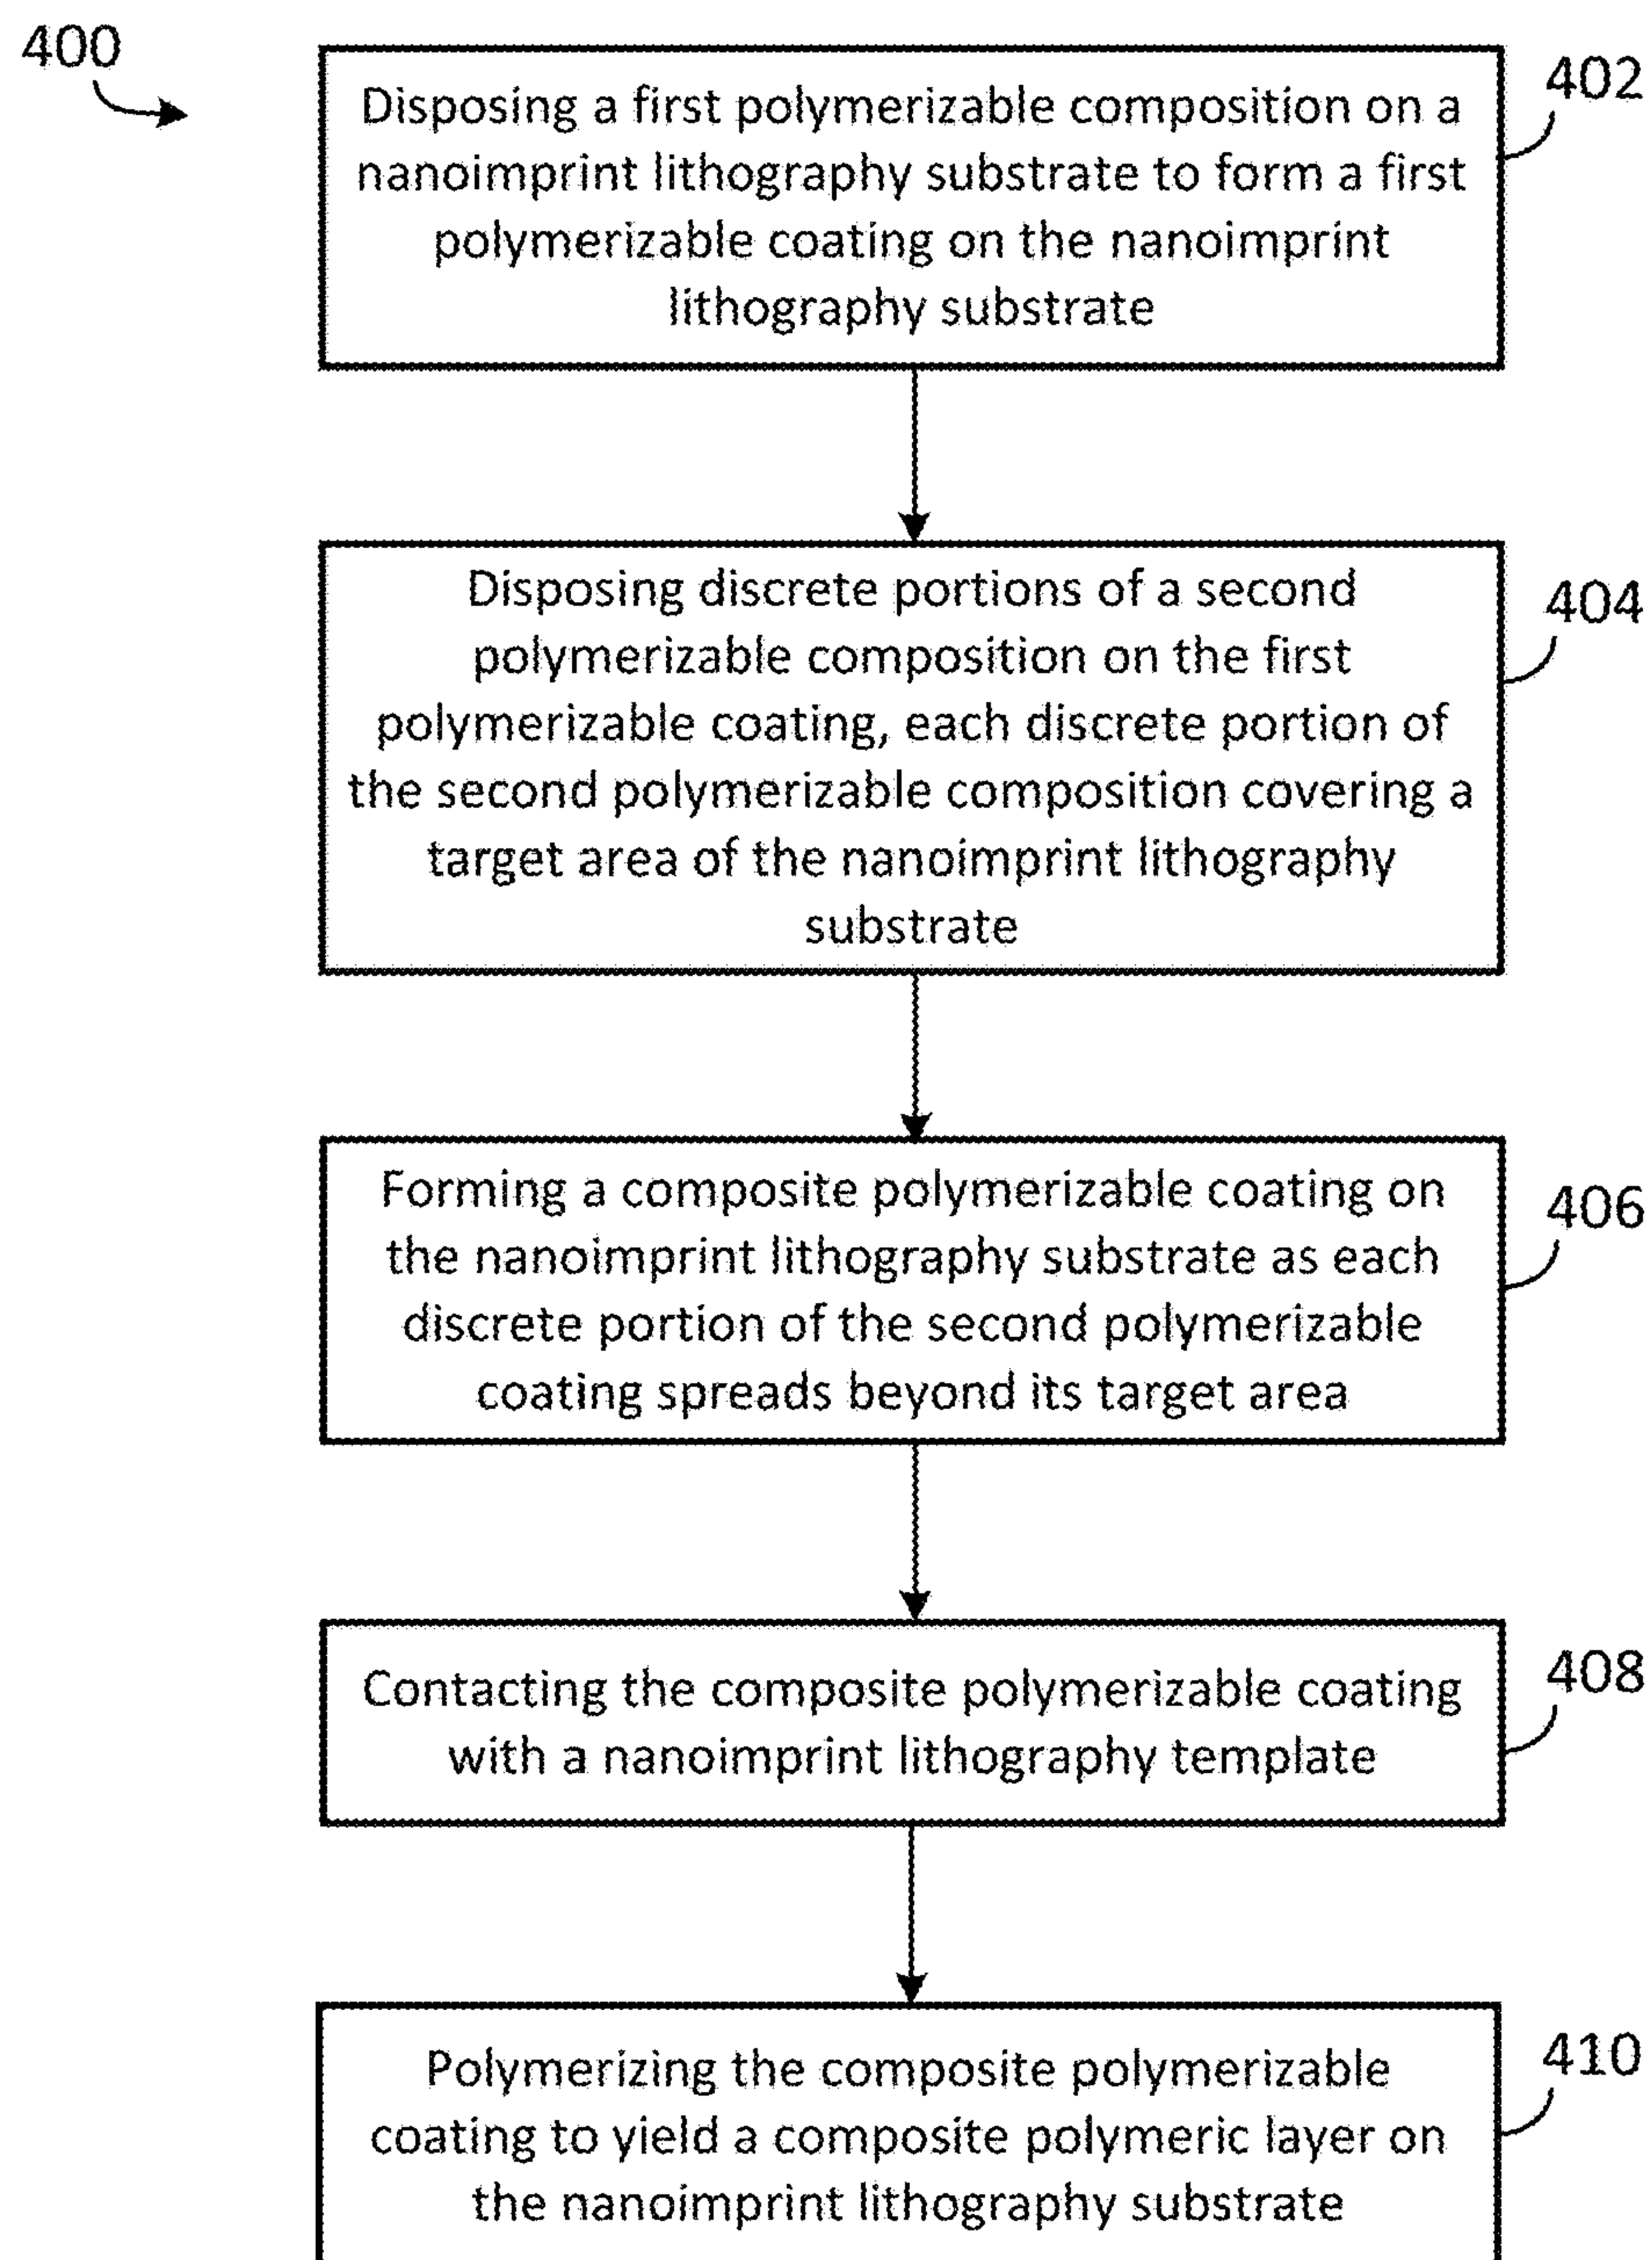 400
402
Disposing a first polymerizable composition on a
nanoimprint lithography substrate to form a first
polymerizable coating on the nanoimprint
lithography substrate
404
Disposing discrete portions of a second
polymerizable composition on the first
polymerizable coating, each discrete portion of
the second polymerizable composition covering a
target area of the nanoimprint lithography
substrate
406
Forming a composite polymerizable coating on
the nanoimprint lithography substrate as each
discrete portion of the second polymerizable
coating spreads beyond its target area
408
Contacting the composite polymerizable coating
with a nanoimprint lithography template
410
Polymerizing the composite polymerizable
coating to yield a composite polymeric layer on
the nanoimprint lithography substrate